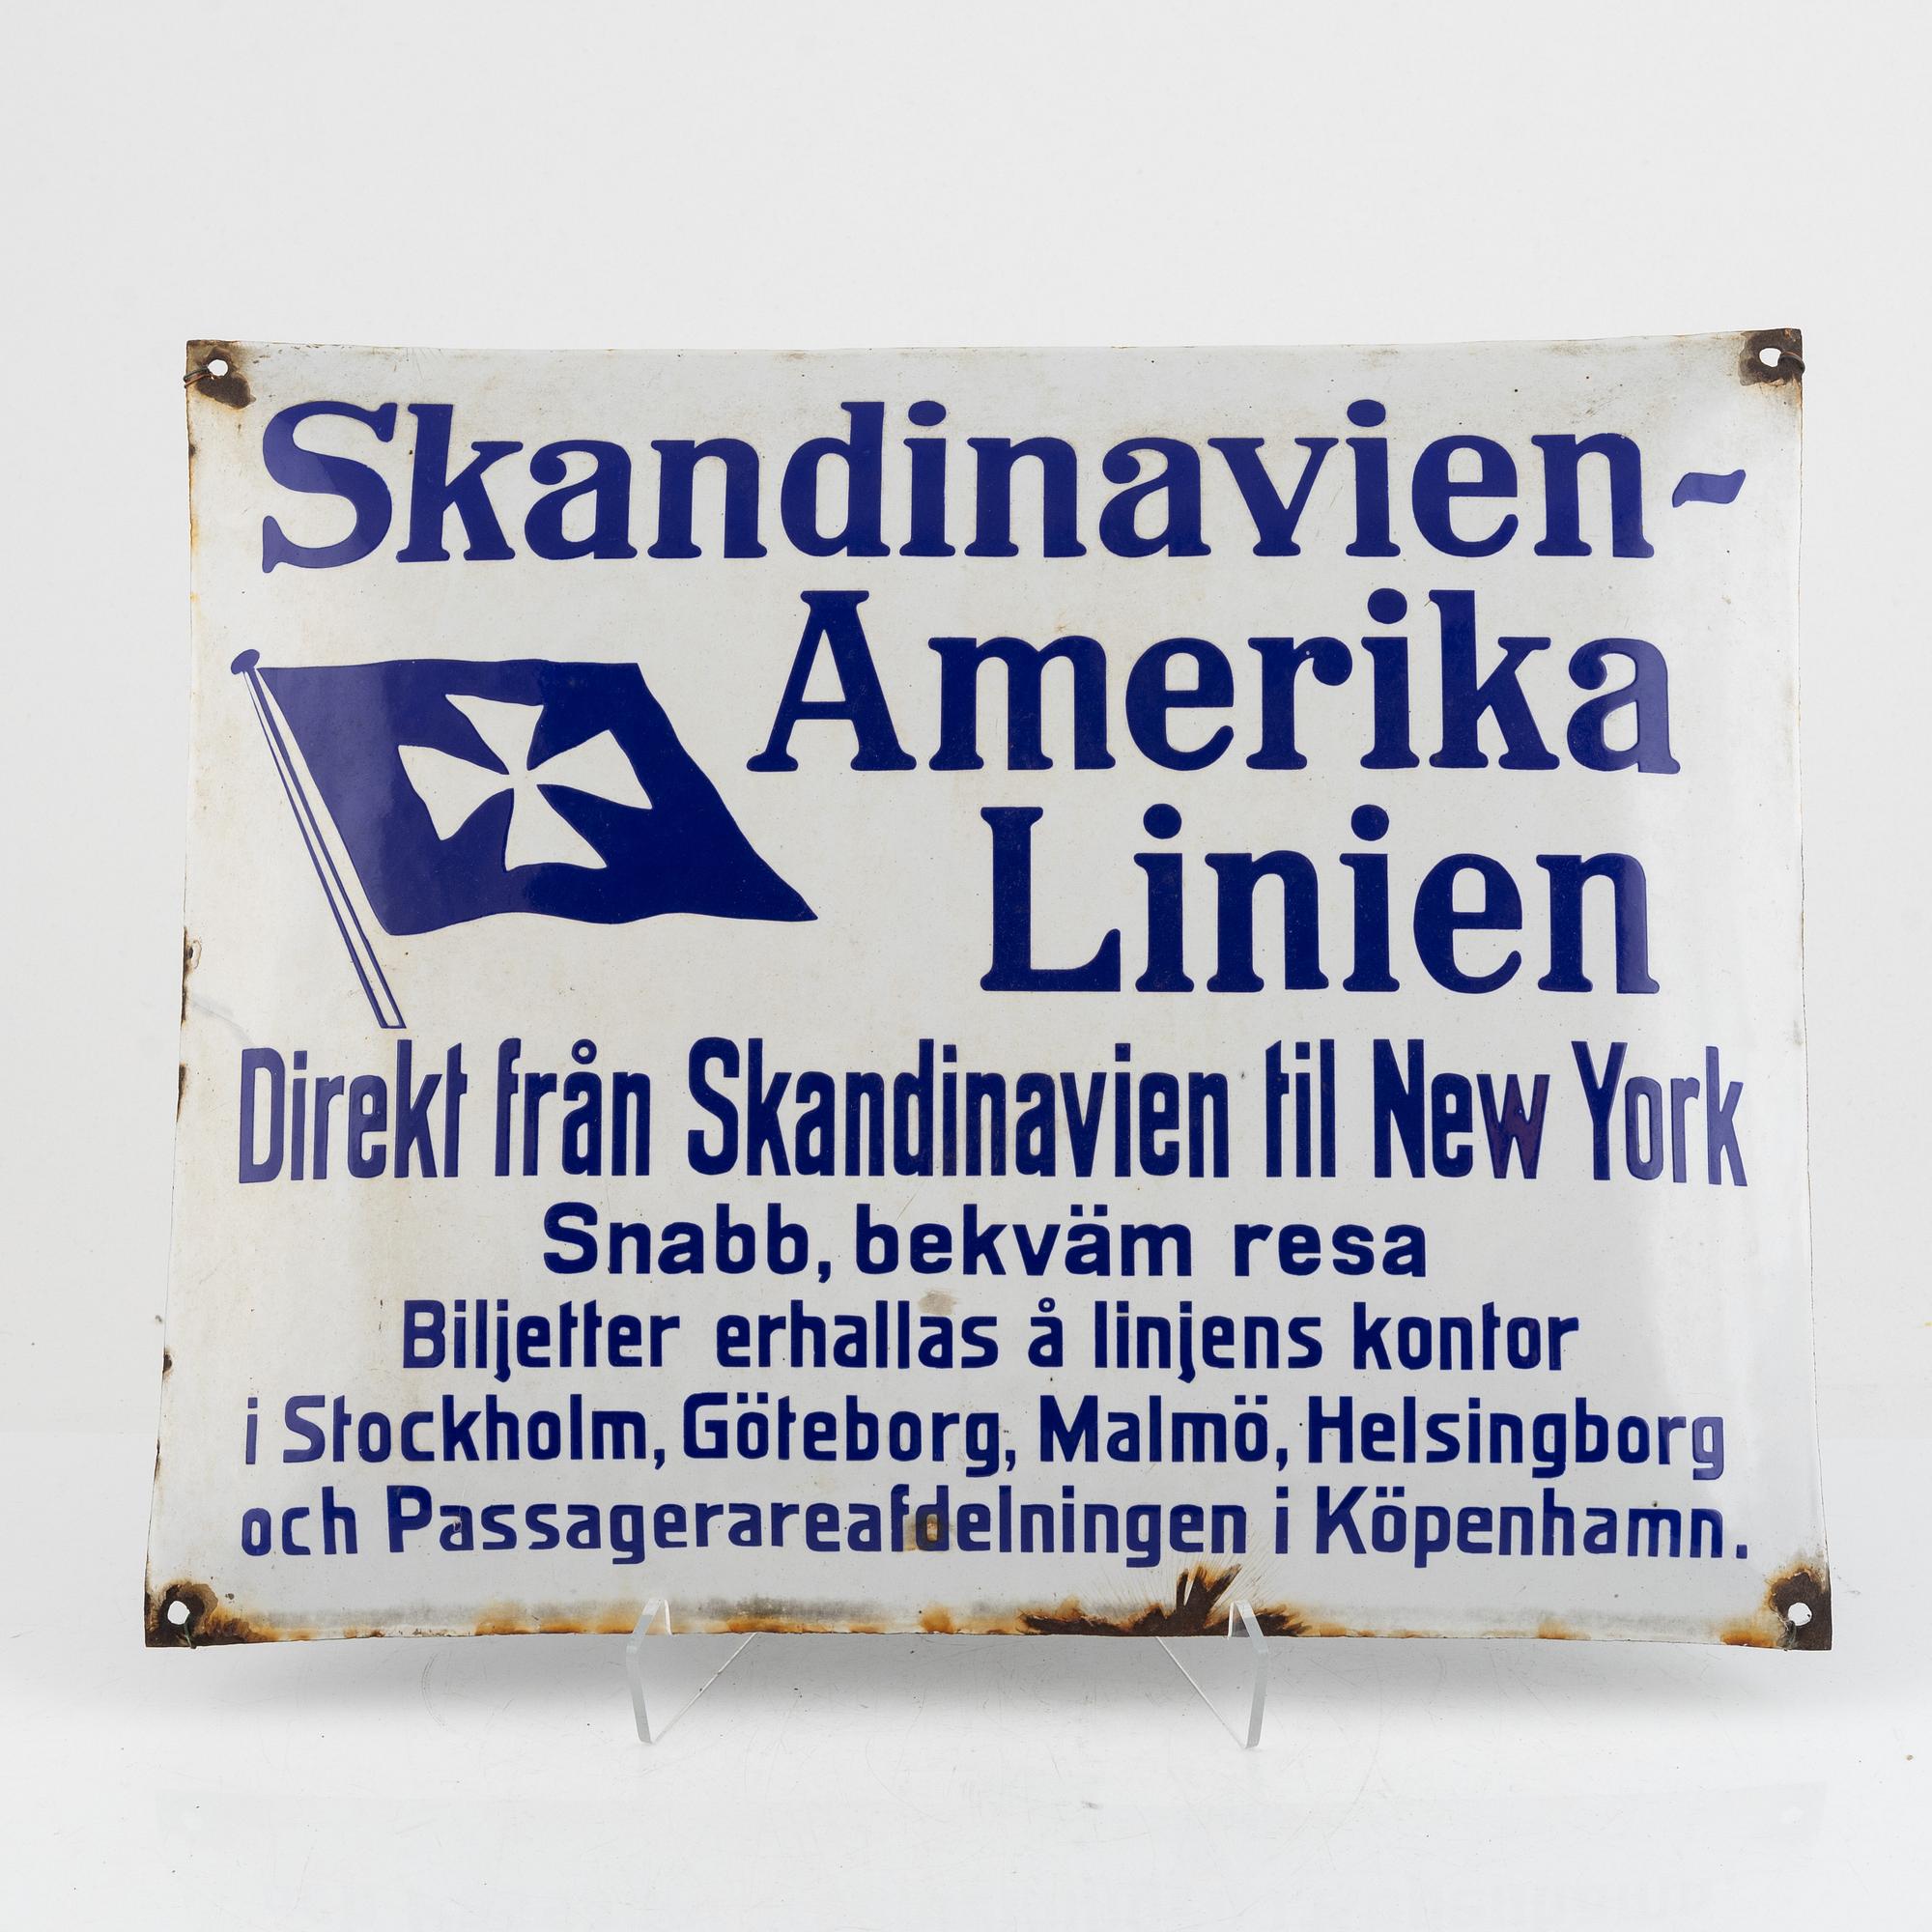 Skandinavien-
Amerika
Linien
Direkt från Skandinavien til New York
Snabb, bekväm resa
Biljetter erhallas å linjens kontor
i Stockholm, Göteborg, Malmö, Helsingborg
och Passagerareafdelningen i Köpenhamn.